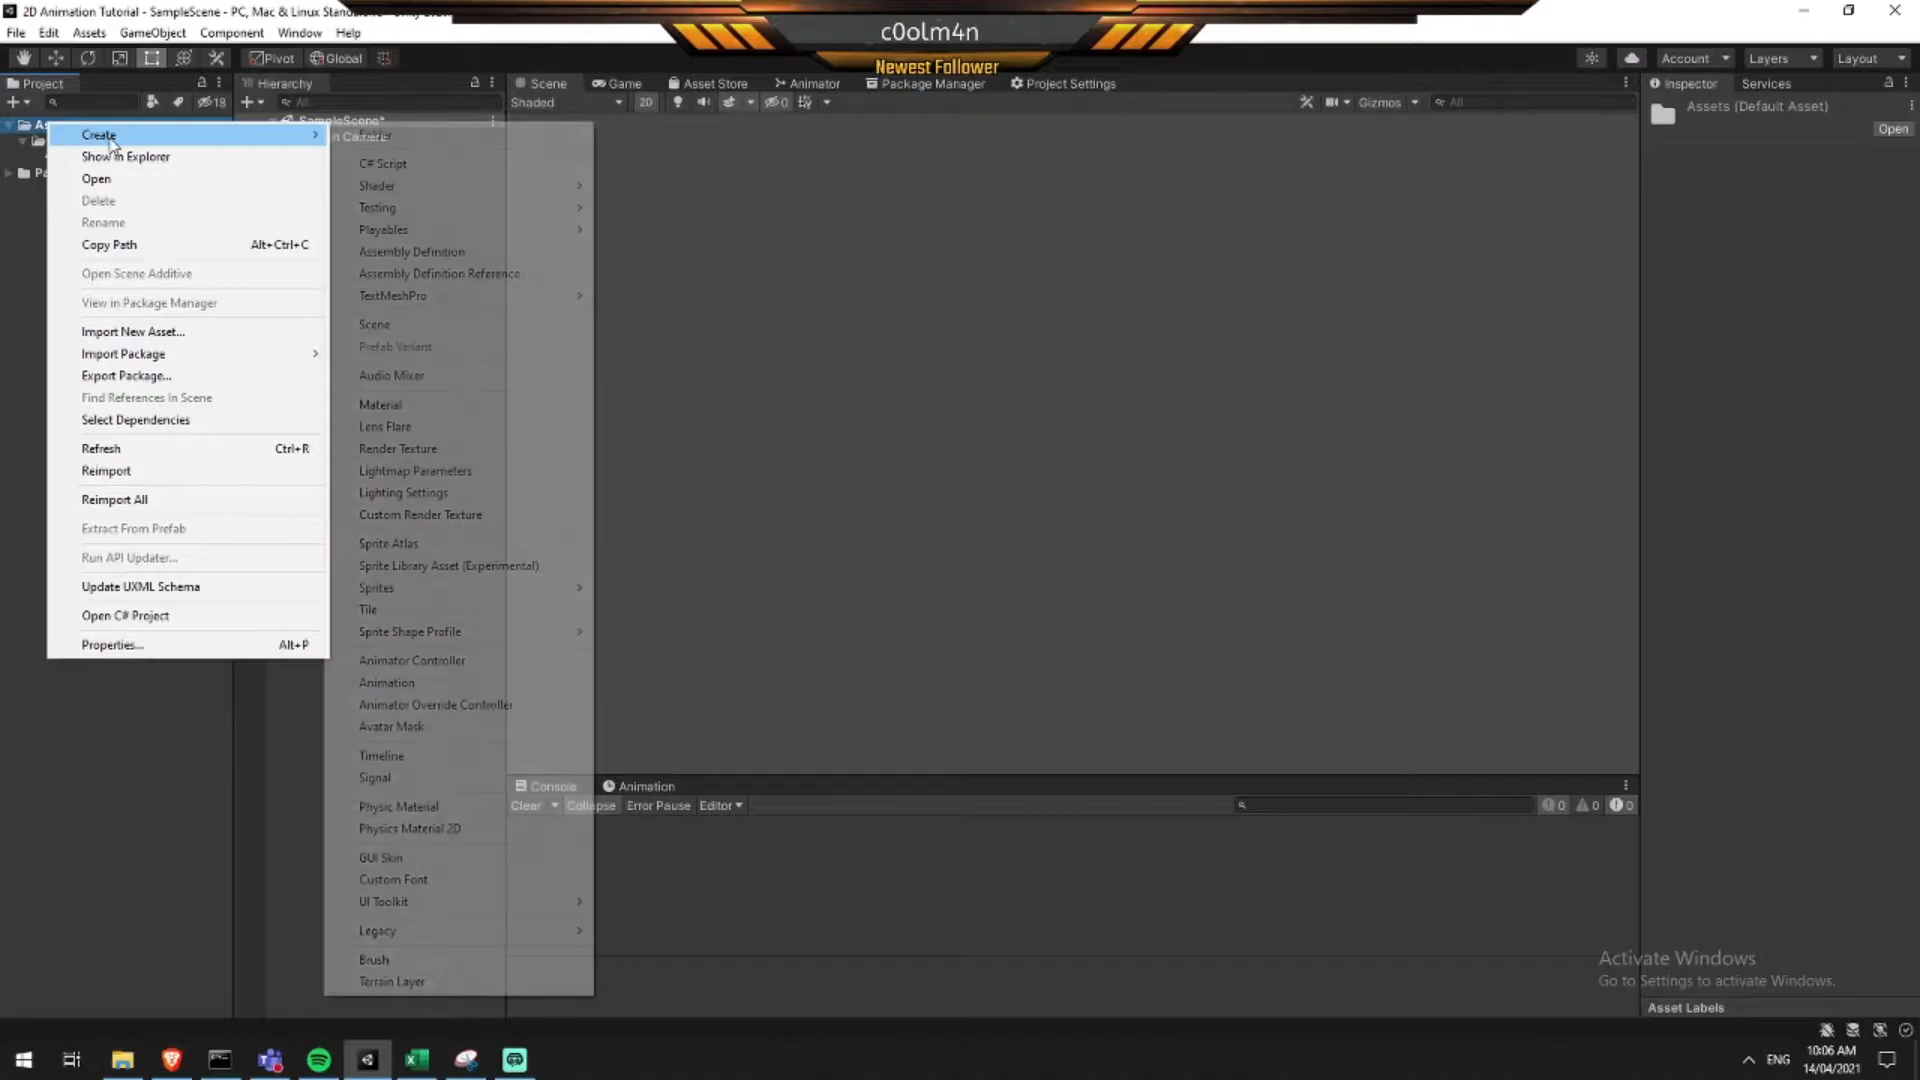 2D Animation Tutorial - SampleScene - PC, Mac & Linux Stand
c0olm4n
Newest Follower
File Edit Assets GameObject Component Window Help
Pivot Global
Account Layers Layout
Project
18
Hierarchy
All
SampleScene*
Scene Game Asset Store Animator Package Manager Project Settings
Shaded 2D 0 Gizmos All
Inspector Services
Assets (Default Asset)
Open
Create
Show in Explorer
Open
Delete
Rename
Copy Path Alt+Ctrl+C
Open Scene Additive
View in Package Manager
Import New Asset...
Import Package
Export Package...
Find References In Scene
Select Dependencies
Refresh Ctrl+R
Reimport
Reimport All
Extract From Prefab
Run API Updater...
Update UXML Schema
Open C# Project
Properties... Alt+P
Folder
C# Script
Shader
Testing
Playables
Assembly Definition
Assembly Definition Reference
TextMeshPro
Scene
Prefab Variant
Audio Mixer
Material
Lens Flare
Render Texture
Lightmap Parameters
Lighting Settings
Custom Render Texture
Sprite Atlas
Sprite Library Asset (Experimental)
Sprites
Tile
Sprite Shape Profile
Animator Controller
Animation
Animator Override Controller
Avatar Mask
Timeline
Signal
Physic Material
Physics Material 2D
GUI Skin
Custom Font
UI Toolkit
Legacy
Brush
Terrain Layer
Console Animation
Clear Collapse Error Pause Editor
0 0 0
Activate Windows
Go to Settings to activate Windows.
Asset Labels
ENG
10:06 AM
14/04/2021